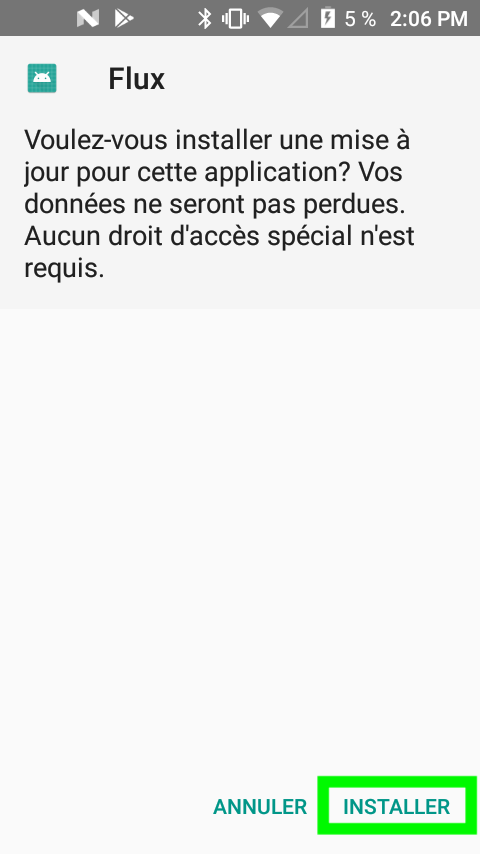 5 % 2:06 PM
Flux
Voulez-vous installer une mise à
jour pour cette application? Vos
données ne seront pas perdues.
Aucun droit d'accès spécial n'est
requis.
ANNULER INSTALLER